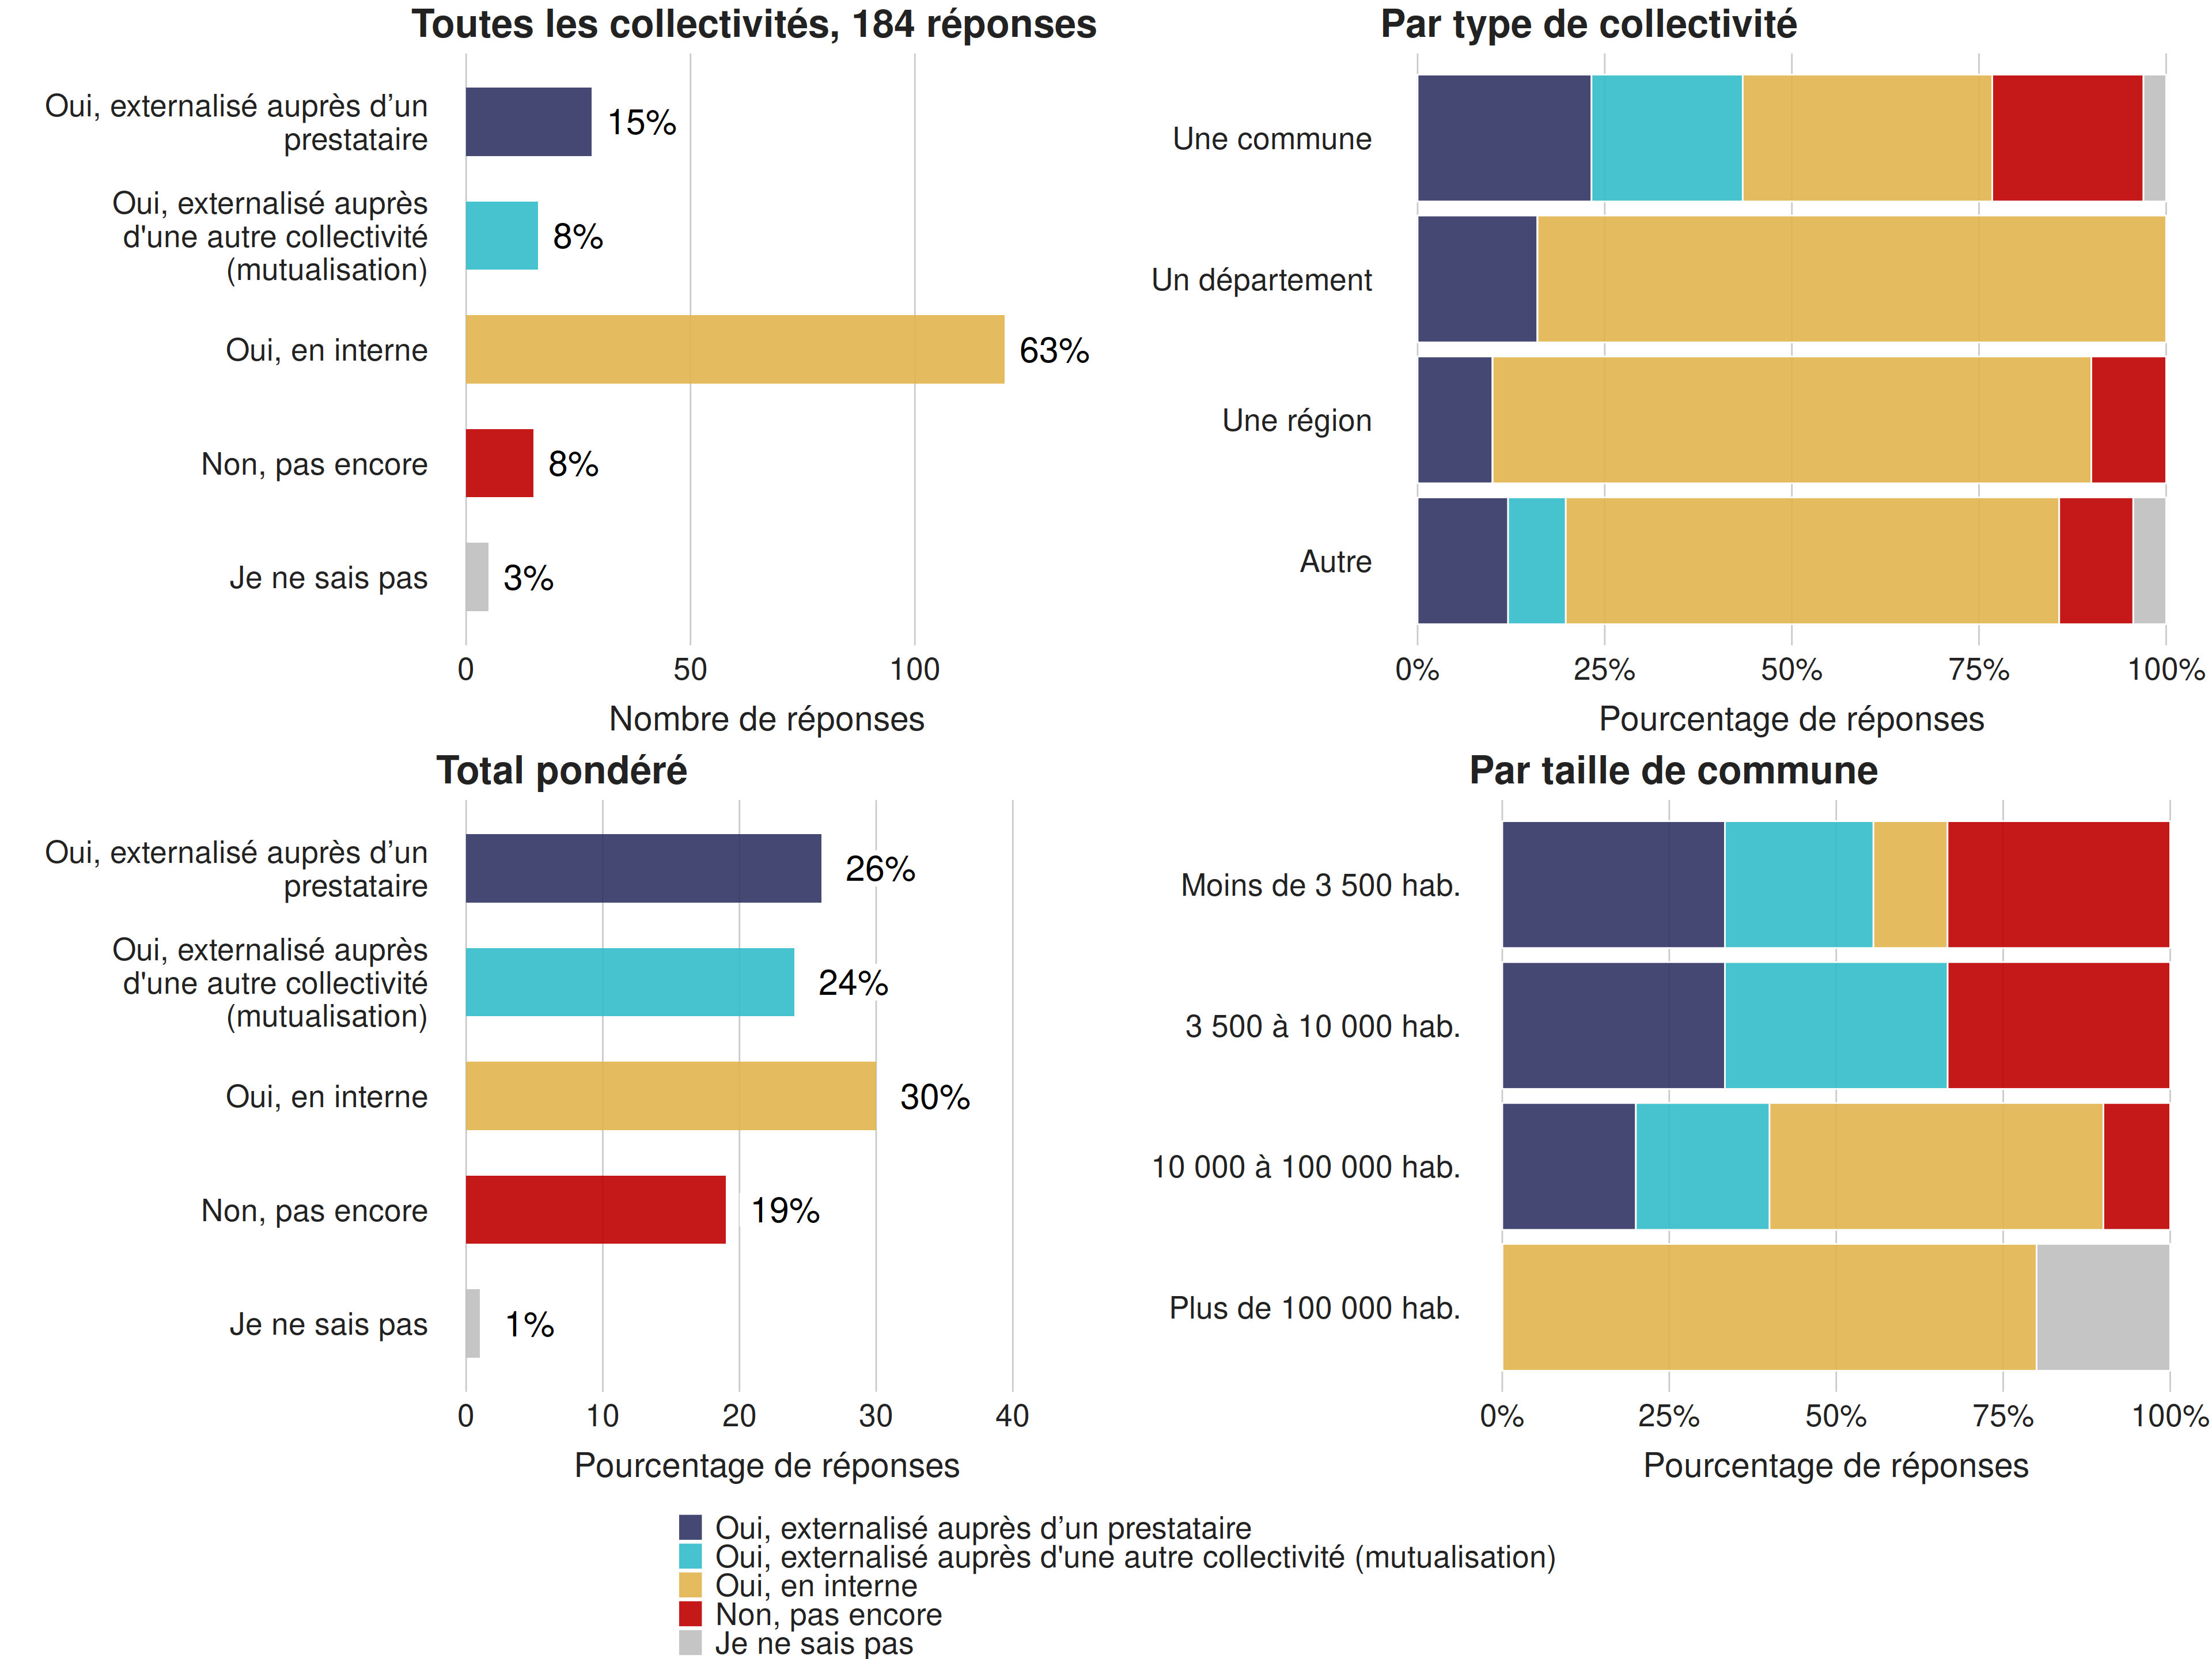 Toutes les collectivités, 184 réponses
Oui, externalisé auprès d’un
prestataire
15%
Oui, externalisé auprès
d'une autre collectivité
(mutualisation)
8%
Oui, en interne
63%
Non, pas encore
8%
Je ne sais pas
3%
0 50 100
Nombre de réponses
Par type de collectivité
Une commune
Un département
Une région
Autre
0% 25% 50% 75% 100%
Pourcentage de réponses
Total pondéré
Oui, externalisé auprès d’un
prestataire
26%
Oui, externalisé auprès
d'une autre collectivité
(mutualisation)
24%
Oui, en interne
30%
Non, pas encore
19%
Je ne sais pas
1%
0 10 20 30 40
Pourcentage de réponses
Par taille de commune
Moins de 3 500 hab.
3 500 à 10 000 hab.
10 000 à 100 000 hab.
Plus de 100 000 hab.
0% 25% 50% 75% 100%
Pourcentage de réponses
Oui, externalisé auprès d’un prestataire
Oui, externalisé auprès d'une autre collectivité (mutualisation)
Oui, en interne
Non, pas encore
Je ne sais pas